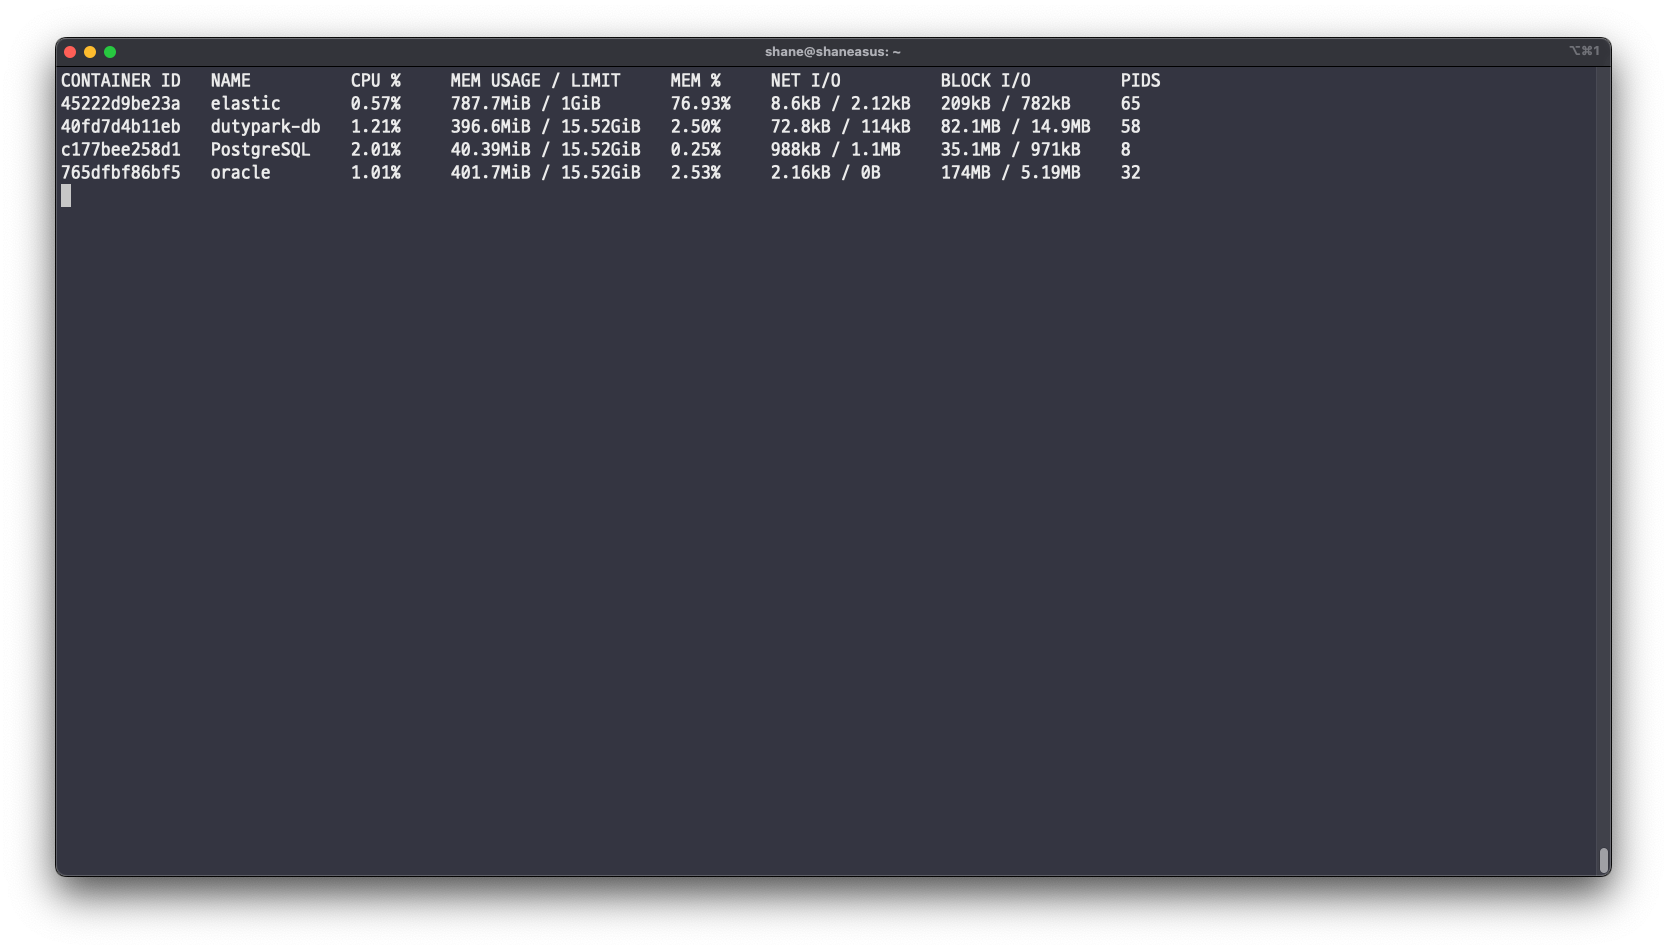 shane@shaneasus: ~
⌥⌘1
CONTAINER ID   NAME          CPU %     MEM USAGE / LIMIT     MEM %     NET I/O          BLOCK I/O         PIDS
45222d9be23a   elastic       0.57%     787.7MiB / 1GiB       76.93%    8.6kB / 2.12kB   209kB / 782kB     65
40fd7d4b11eb   dutypark-db   1.21%     396.6MiB / 15.52GiB   2.50%     72.8kB / 114kB   82.1MB / 14.9MB   58
c177bee258d1   PostgreSQL    2.01%     40.39MiB / 15.52GiB   0.25%     988kB / 1.1MB    35.1MB / 971kB    8
765dfbf86bf5   oracle        1.01%     401.7MiB / 15.52GiB   2.53%     2.16kB / 0B      174MB / 5.19MB    32